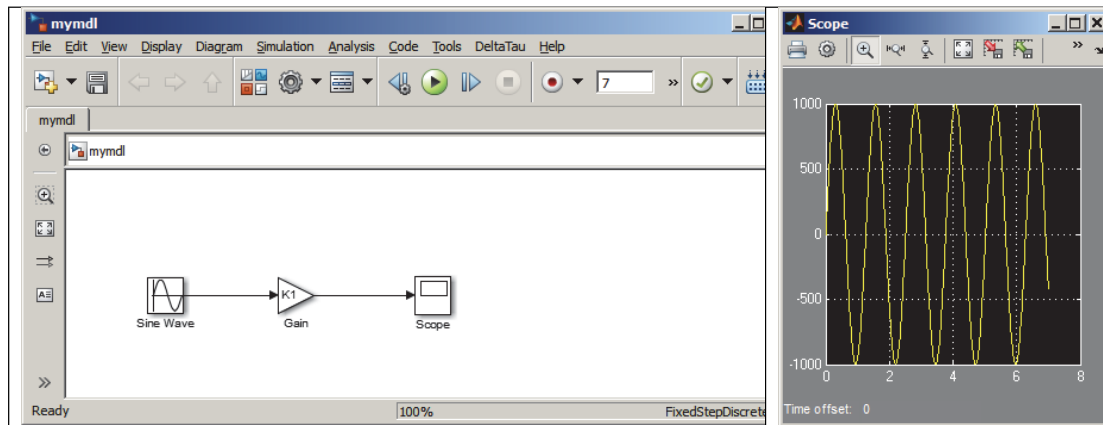 mymdl
File Edit View Display Diagram Simulation Analysis Code Tools DeltaTau Help
7 »
mymdl
mymdl
K1
Sine Wave
Gain
Scope
»
Ready 100% FixedStepDiscrete
Scope
»
1000
500
0
-500
-1000
0 2 4 6 8
Time offset: 0